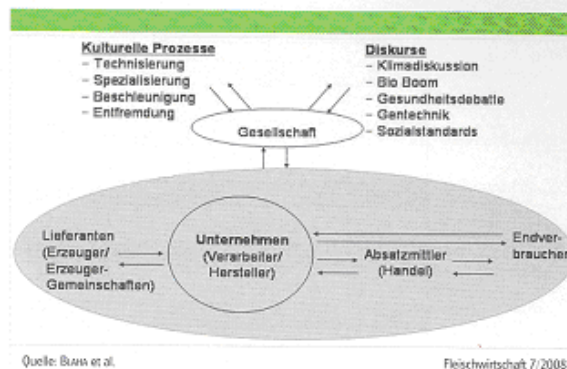 Kulturelle Prozesse
– Technisierung
– Spezialisierung
– Beschleunigung
– Entfremdung
Diskurse
– Klimadiskussion
– Bio Boom
– Gesundheitsdebatte
– Gentechnik
– Sozialstandards
Gesellschaft
Lieferanten
(Erzeuger/
Erzeuger-
Gemeinschaften)
Unternehmen
(Verarbeiter/
Hersteller)
Absatzmittler
(Handel)
Endver-
braucher
Quelle: BLAHA et al.
Fleischwirtschaft 7/2008